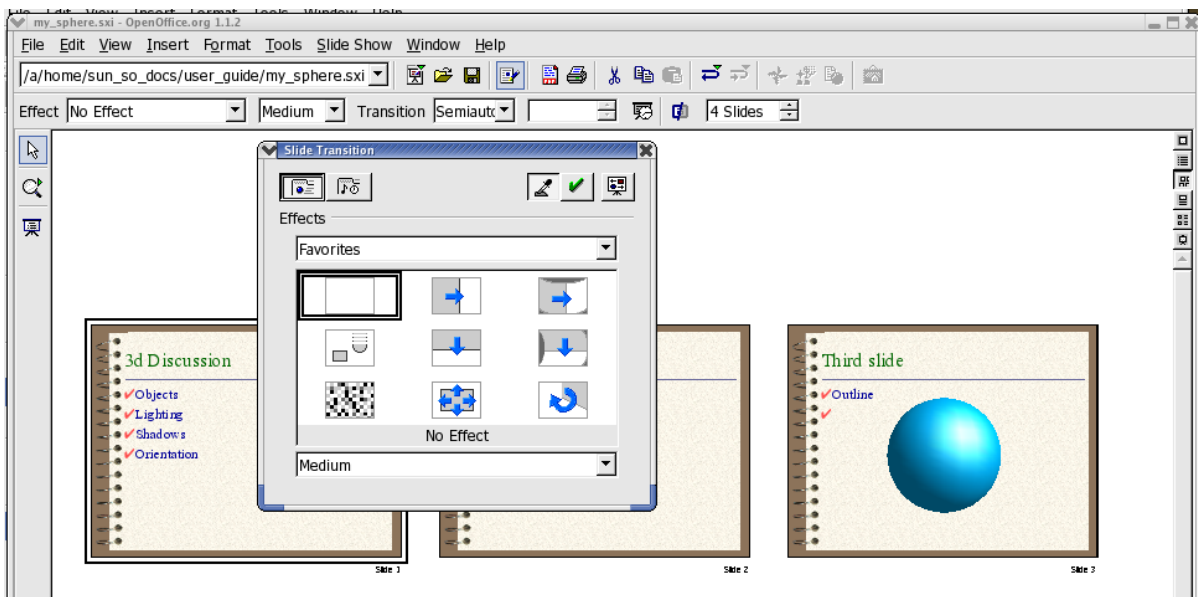 my_sphere.sxi - OpenOffice.org 1.1.2
File Edit View Insert Format Tools Slide Show Window Help
/a/home/sun_so_docs/user_guide/my_sphere.sxi
Effect No Effect Medium Transition Semiauto 4 Slides
Slide Transition
Effects
Favorites
No Effect
Medium
3d Discussion
Objects
Lighting
Shadows
Orientation
Slide 1
Slide 2
Third slide
Outline
Slide 3